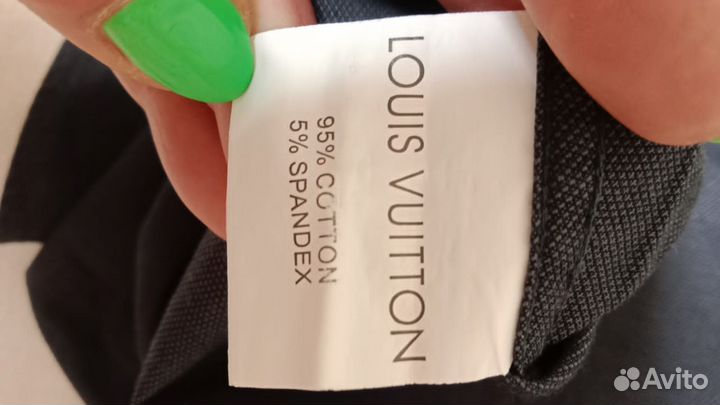 LOUIS VUITTON
95% COTTON
5% SPANDEX
Avito